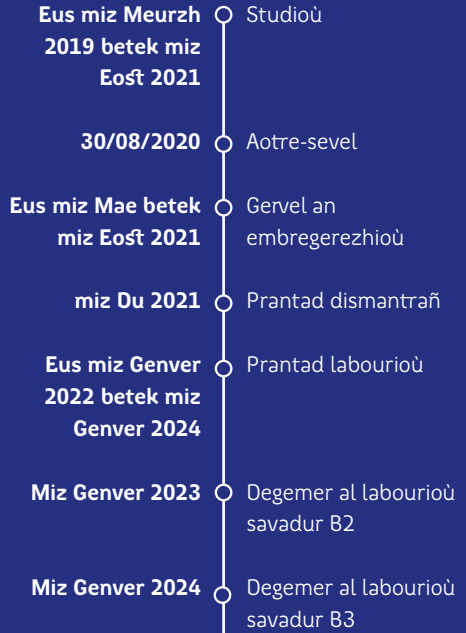 Eus miz Meurzh
2019 betek miz
Eost 2021
Studioù
30/08/2020
Aotre-sevel
Eus miz Mae betek
miz Eost 2021
Gervel an
embregerezhioù
miz Du 2021
Prantad dismantrañ
Eus miz Genver
2022 betek miz
Genver 2024
Prantad labourioù
Miz Genver 2023
Degemer al labourioù
savadur B2
Miz Genver 2024
Degemer al labourioù
savadur B3